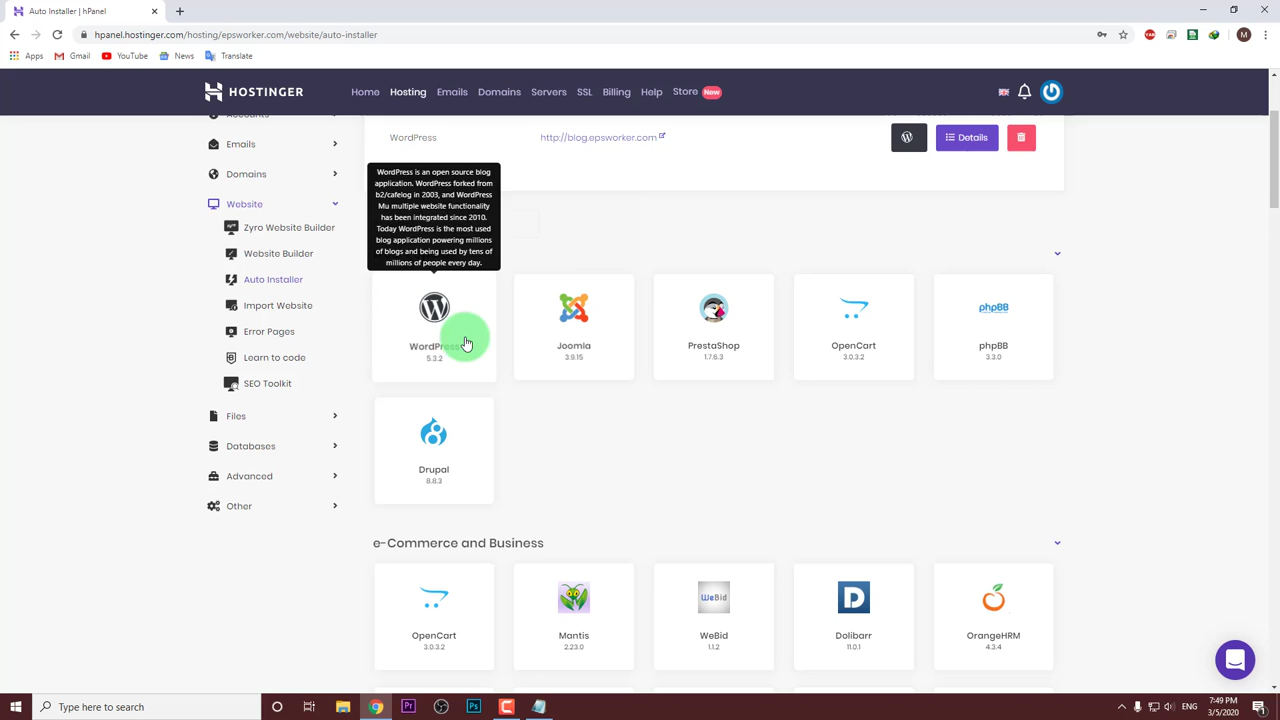 Auto Installer | hPanel
hpanel.hostinger.com/hosting/epsworker.com/website/auto-installer
Apps
Gmail
YouTube
News
Translate
M
HOSTINGER
Home
Hosting
Emails
Domains
Servers
SSL
Billing
Help
Store
New
Accounts
Emails
Domains
Website
Zyro Website Builder
Website Builder
Auto Installer
Import Website
Error Pages
Learn to code
SEO Toolkit
Files
Databases
Advanced
Other
WordPress
http://blog.epsworker.com
Details
WordPress is an open source blog
application. WordPress forked from
b2/cafelog in 2003, and WordPress
Mu multiple website functionality
has been integrated since 2010.
Today WordPress is the most used
blog application powering millions
of blogs and being used by tens of
millions of people every day.
WordPress
5.3.2
Joomla
3.9.15
PrestaShop
1.7.6.3
OpenCart
3.0.3.2
phpBB
phpBB
3.3.0
Drupal
8.8.3
e-Commerce and Business
OpenCart
3.0.3.2
Mantis
2.23.0
WeBid
WeBid
1.1.2
D
Dolibarr
11.0.1
OrangeHRM
4.3.4
Type here to search
Pr
Ps
ENG
7:49 PM
3/5/2020